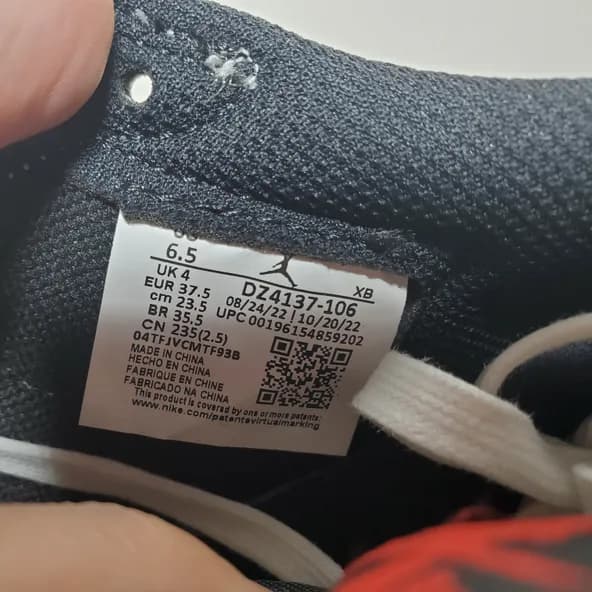 6.5
UK 4
EUR 37.5
cm 23.5
BR 35.5
CN 235(2.5)
04TFJVCMTF93B
XB
DZ4137-106
08/24/22 | 10/20/22
UPC 00196154859202
MADE IN CHINA
HECHO EN CHINA
FABRIQUE EN CHINE
FABRICADO NA CHINA
This product is covered by one or more patents:
www.nike.com/patentsvirtualmarking